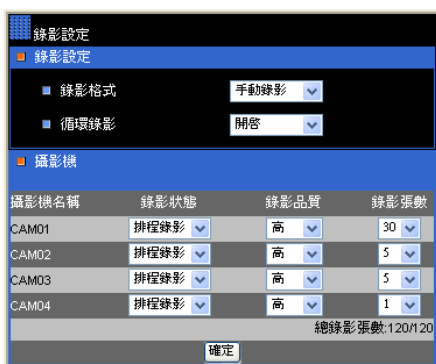 錄影設定
錄影設定
錄影格式 手動錄影
循環錄影 開啓
攝影機
攝影機名稱 錄影狀態 錄影品質 錄影張數
CAM01 排程錄影 高 30
CAM02 排程錄影 高 5
CAM03 排程錄影 高 5
CAM04 排程錄影 高 1
總錄影張數:120/120
確定